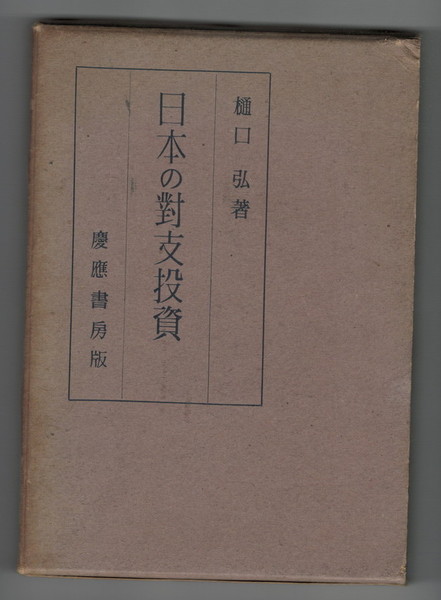 樋口弘著
日本の對支投資
慶應書房版